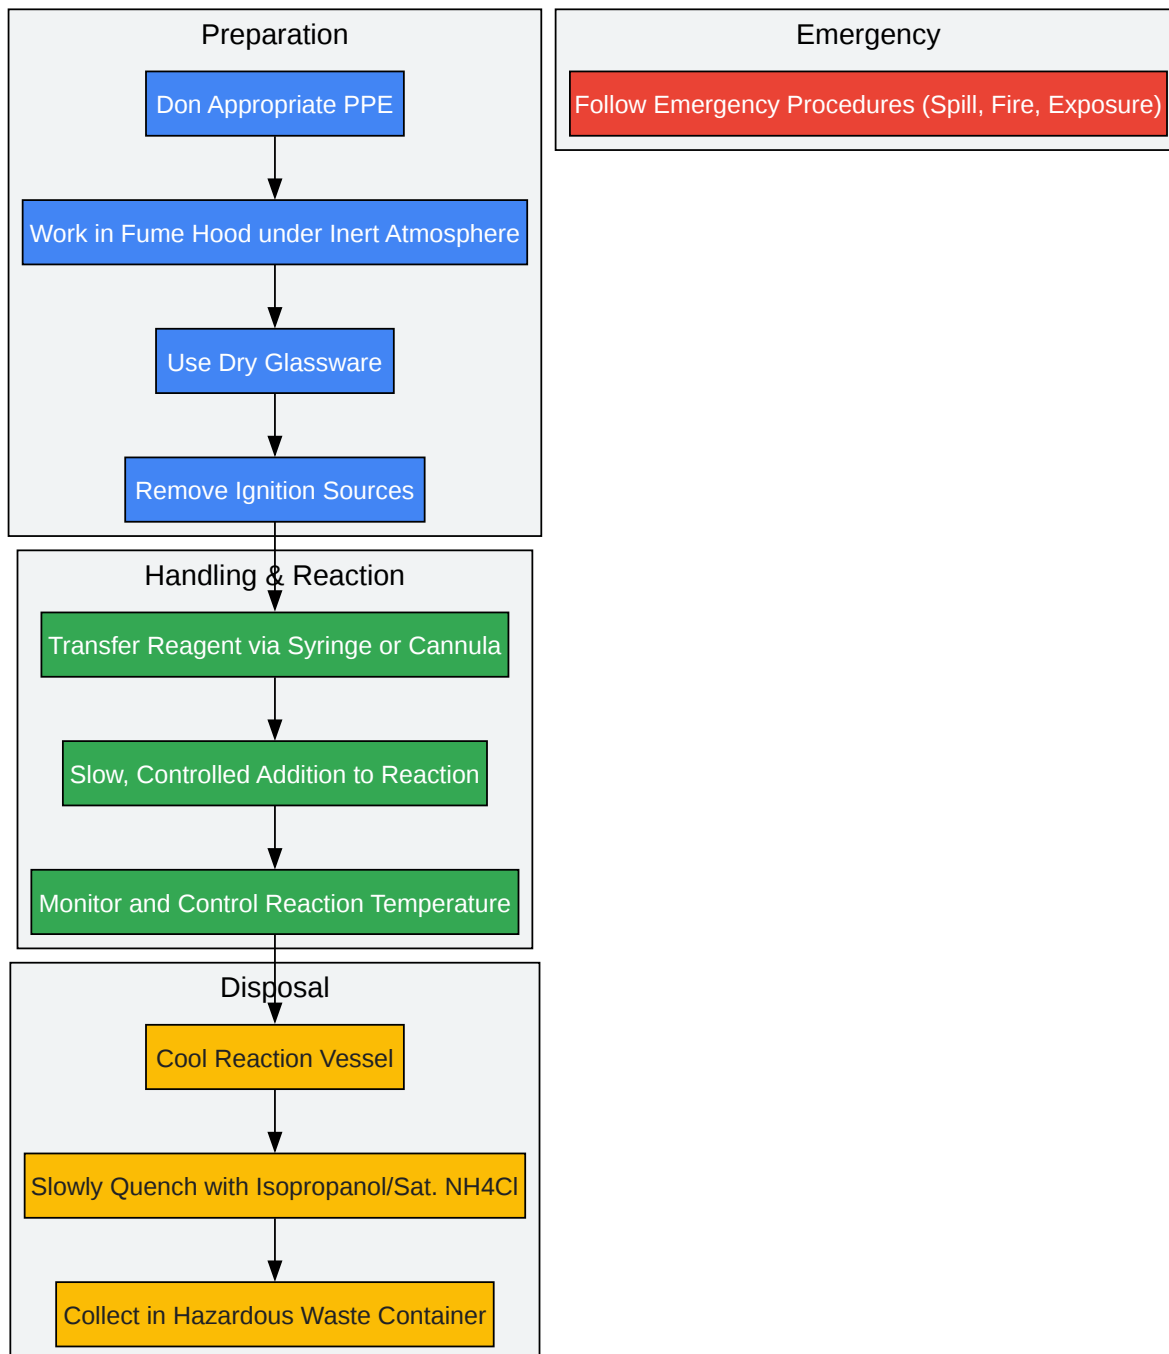 Preparation
Don Appropriate PPE
Work in Fume Hood under Inert Atmosphere
Use Dry Glassware
Remove Ignition Sources
Emergency
Follow Emergency Procedures (Spill, Fire, Exposure)
Handling & Reaction
Transfer Reagent via Syringe or Cannula
Slow, Controlled Addition to Reaction
Monitor and Control Reaction Temperature
Disposal
Cool Reaction Vessel
Slowly Quench with Isopropanol/Sat. NH4Cl
Collect in Hazardous Waste Container